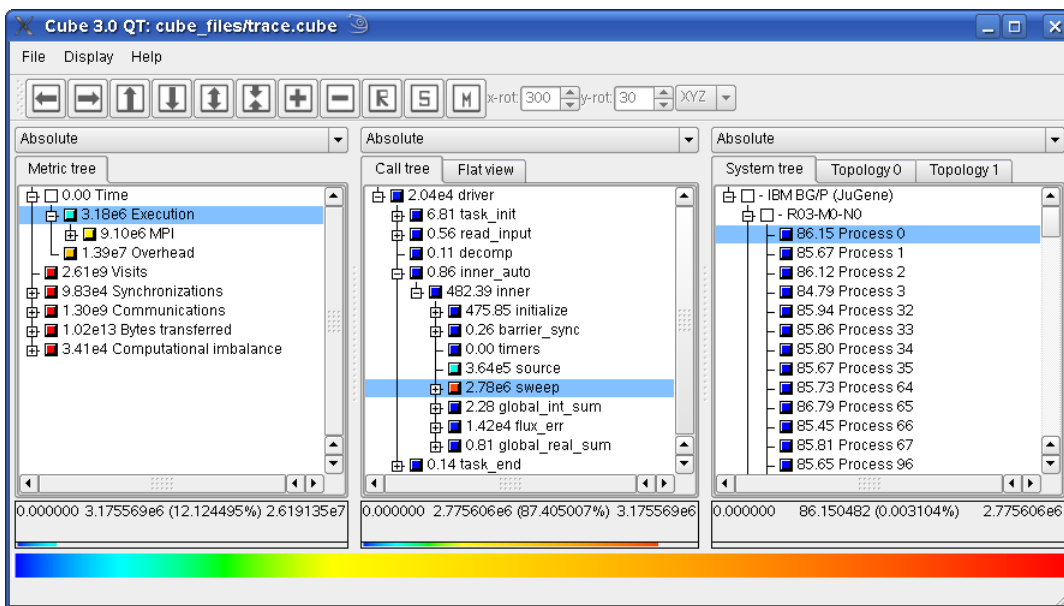 Cube 3.0 QT: cube_files/trace.cube
File Display Help
R S M x-rot: 300 y-rot: 30 XYZ
Absolute
Metric tree
0.00 Time
3.18e6 Execution
9.10e6 MPI
1.39e7 Overhead
2.61e9 Visits
9.83e4 Synchronizations
1.30e9 Communications
1.02e13 Bytes transferred
3.41e4 Computational imbalance
0.000000 3.175569e6 (12.124495%) 2.619135e7
Absolute
Call tree Flat view
2.04e4 driver
6.81 task_init
0.56 read_input
0.11 decomp
0.86 inner_auto
482.39 inner
475.85 initialize
0.26 barrier_sync
0.00 timers
3.64e5 source
2.78e6 sweep
2.28 global_int_sum
1.42e4 flux_err
0.81 global_real_sum
0.14 task_end
0.000000 2.775606e6 (87.405007%) 3.175569e6
Absolute
System tree Topology 0 Topology 1
- IBM BG/P (JuGene)
- R03-M0-N0
86.15 Process 0
85.67 Process 1
86.12 Process 2
84.79 Process 3
85.94 Process 32
85.86 Process 33
85.80 Process 34
85.67 Process 35
85.73 Process 64
86.79 Process 65
85.45 Process 66
85.81 Process 67
85.65 Process 96
0.000000 86.150482 (0.003104%) 2.775606e6